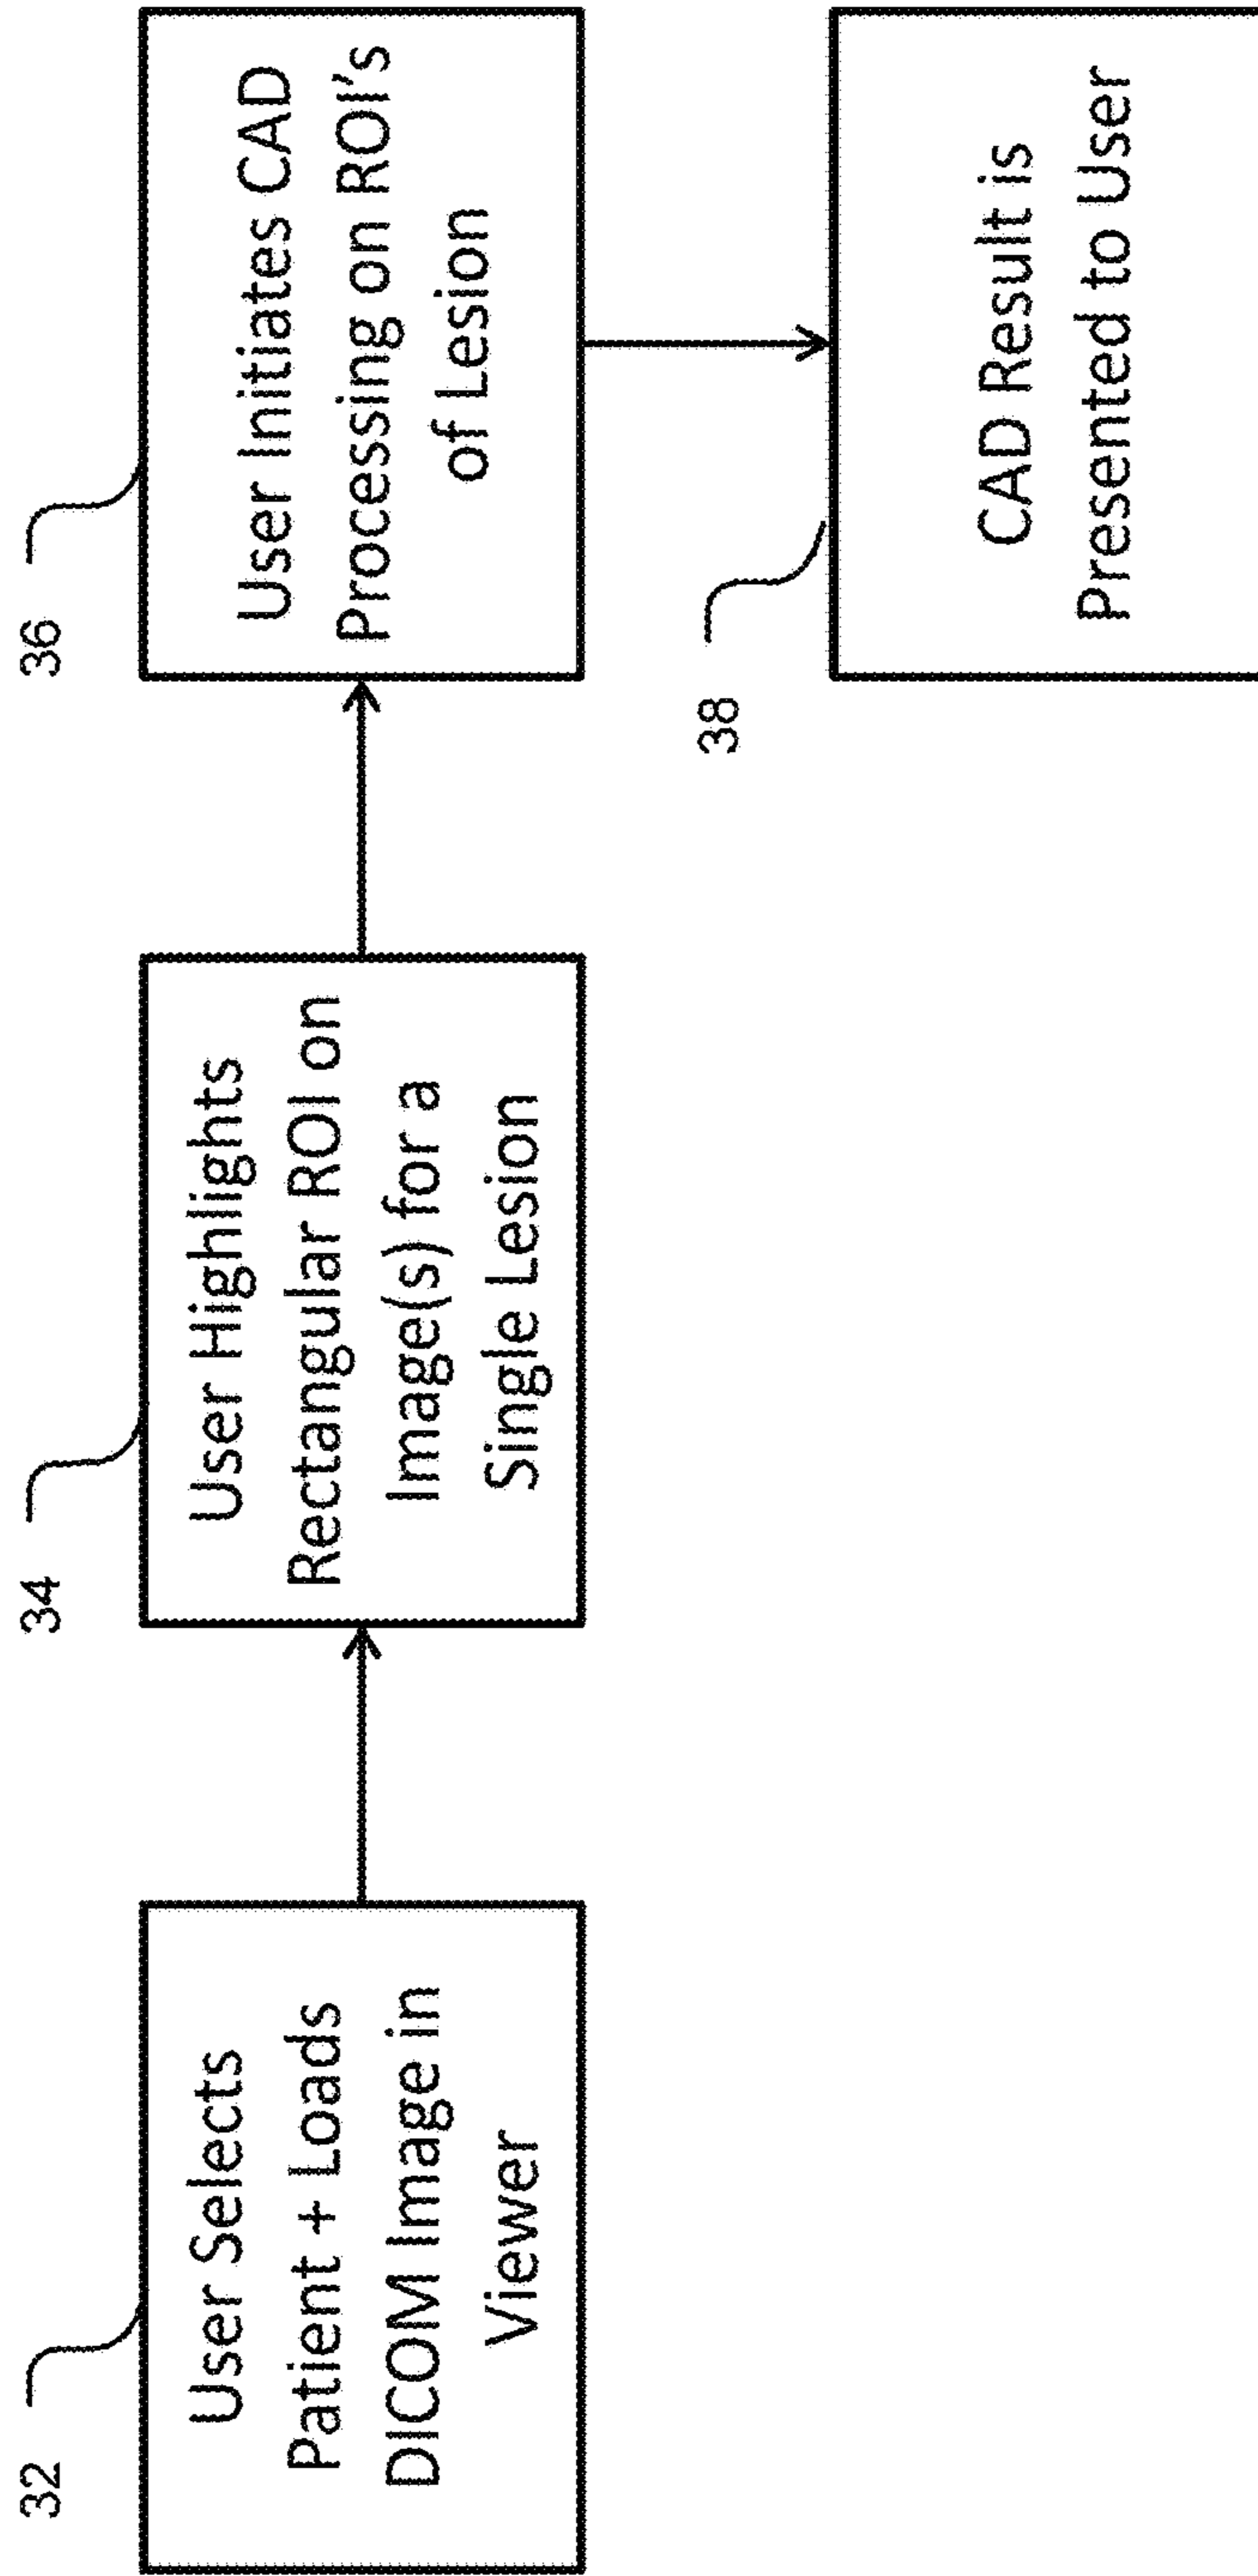 32
User Selects
Patient + Loads
DICOM Image in
Viewer
34
User Highlights
Rectangular ROI on
Image(s) for a
Single Lesion
36
User Initiates CAD
Processing on ROI's
of Lesion
38
CAD Result is
Presented to User